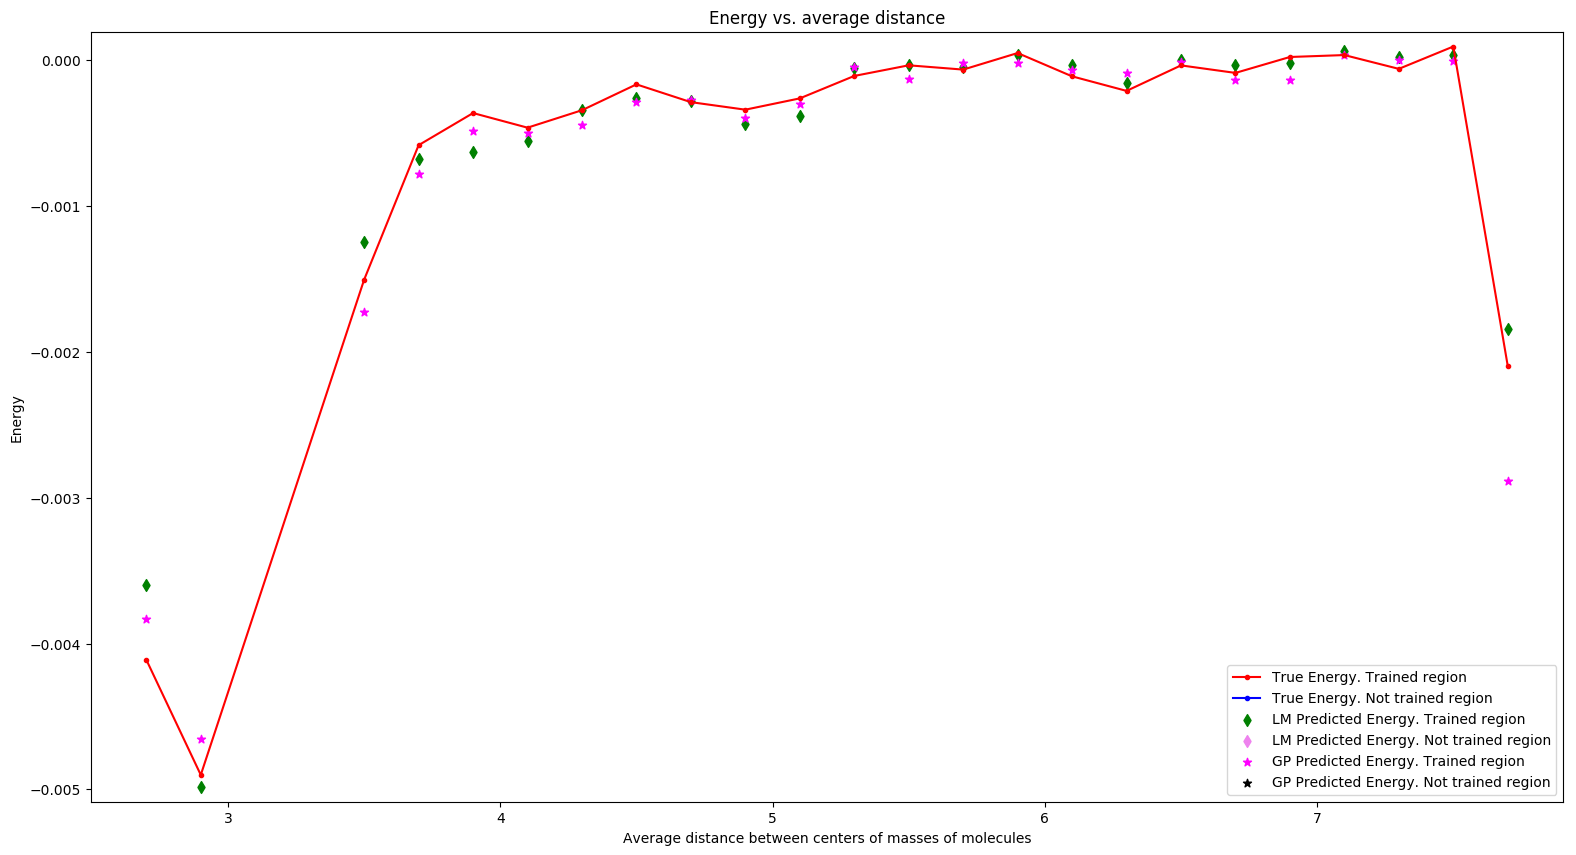 Energy vs. average distance
0.000
−0.001
−0.002
−0.003
−0.004
−0.005
Energy
3
4
5
6
7
Average distance between centers of masses of molecules
True Energy. Trained region
True Energy. Not trained region
LM Predicted Energy. Trained region
LM Predicted Energy. Not trained region
GP Predicted Energy. Trained region
GP Predicted Energy. Not trained region